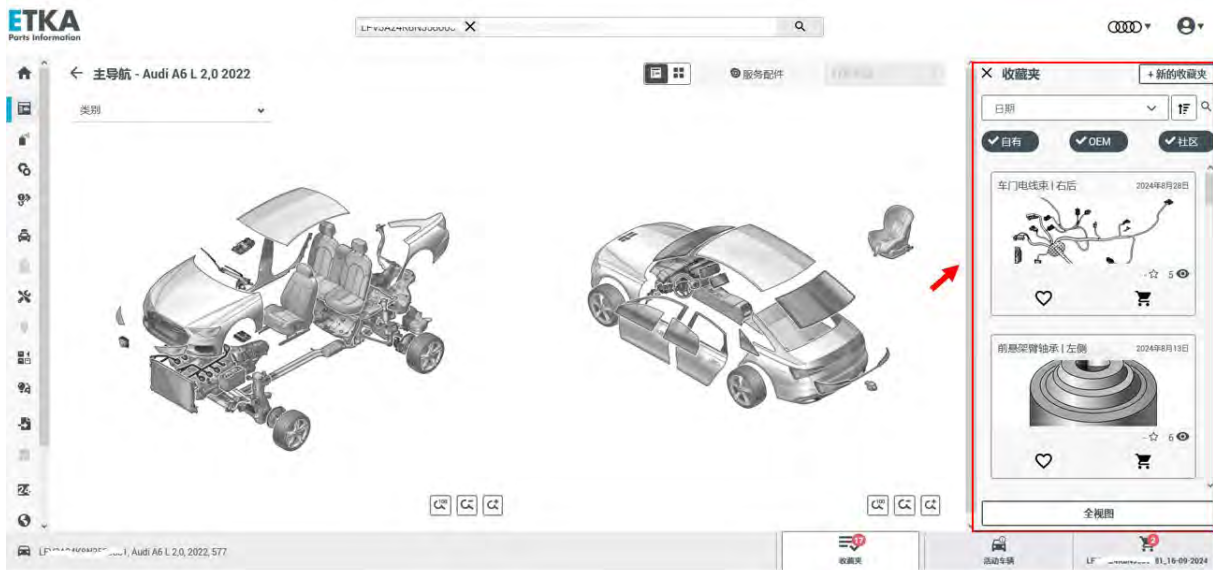 ETKA
Parts Information
主导航 - Audi A6 L 2,0 2022
服务配件
类别
收藏夹
+ 新的收藏夹
日期
自有
OEM
社区
车门电线束 | 右后
2024年8月28日
5
前悬架臂轴承 | 左侧
2024年8月13日
6
全视图
Audi A6 L 2,0, 2022, 577
17
收藏夹
活动车辆
2
81_16-09-2024